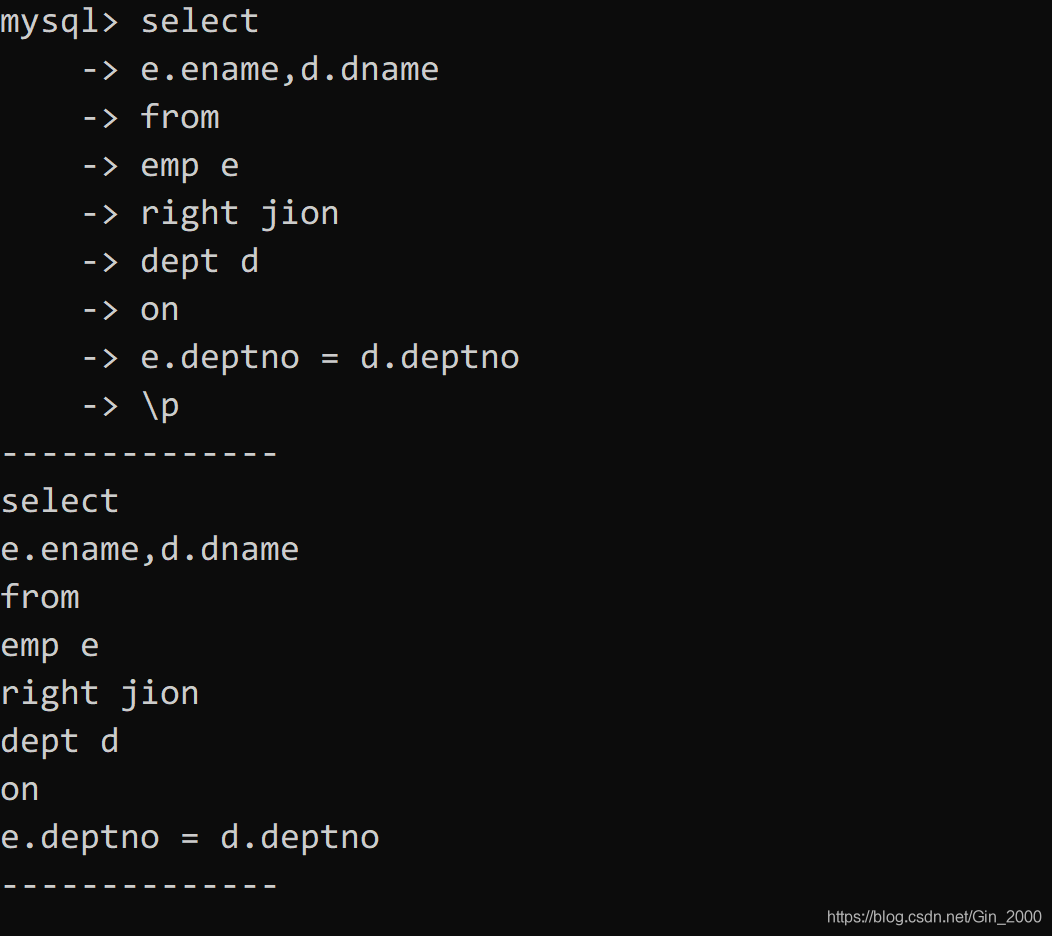 mysql> select
    -> e.ename,d.dname
    -> from
    -> emp e
    -> right jion
    -> dept d
    -> on
    -> e.deptno = d.deptno
    -> \p
--------------
select
e.ename,d.dname
from
emp e
right jion
dept d
on
e.deptno = d.deptno
--------------
https://blog.csdn.net/Gin_2000